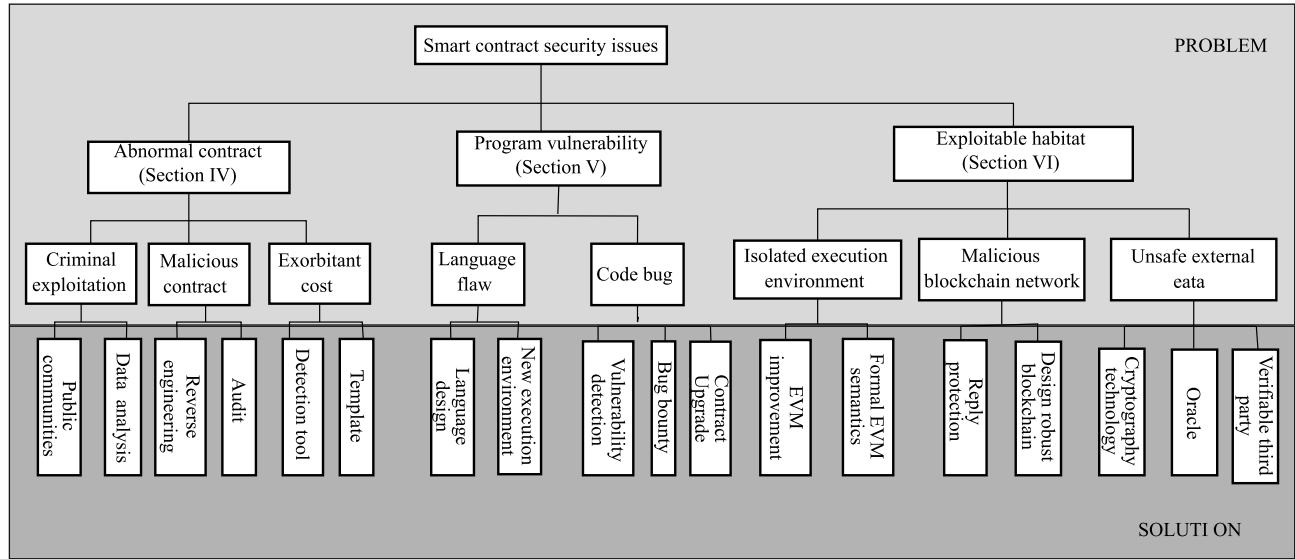 Smart contract security issues
PROBLEM
Abnormal contract
(Section IV)
Program vulnerability
(Section V)
Exploitable habitat
(Section VI)
Criminal
exploitation
Malicious
contract
Exorbitant
cost
Language
flaw
Code bug
Isolated execution
environment
Malicious
blockchain network
Unsafe external
eata
Public
communities
Data analysis
Reverse
engineering
Audit
Detection tool
Template
Language
design
New execution
environment
Vulnerability
detection
Bug bounty
Contract
Upgrade
EVM
improvement
Formal EVM
semantics
Reply
protection
Design robust
blockchain
Cryptography
technology
Oracle
Verifiable third
party
SOLUTI ON